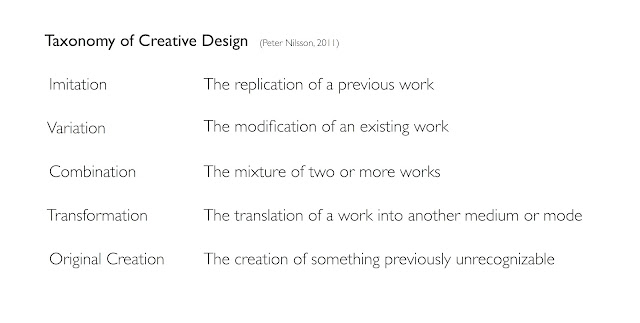 Taxonomy of Creative Design (Peter Nilsson, 2011)
Imitation The replication of a previous work
Variation The modification of an existing work
Combination The mixture of two or more works
Transformation The translation of a work into another medium or mode
Original Creation The creation of something previously unrecognizable